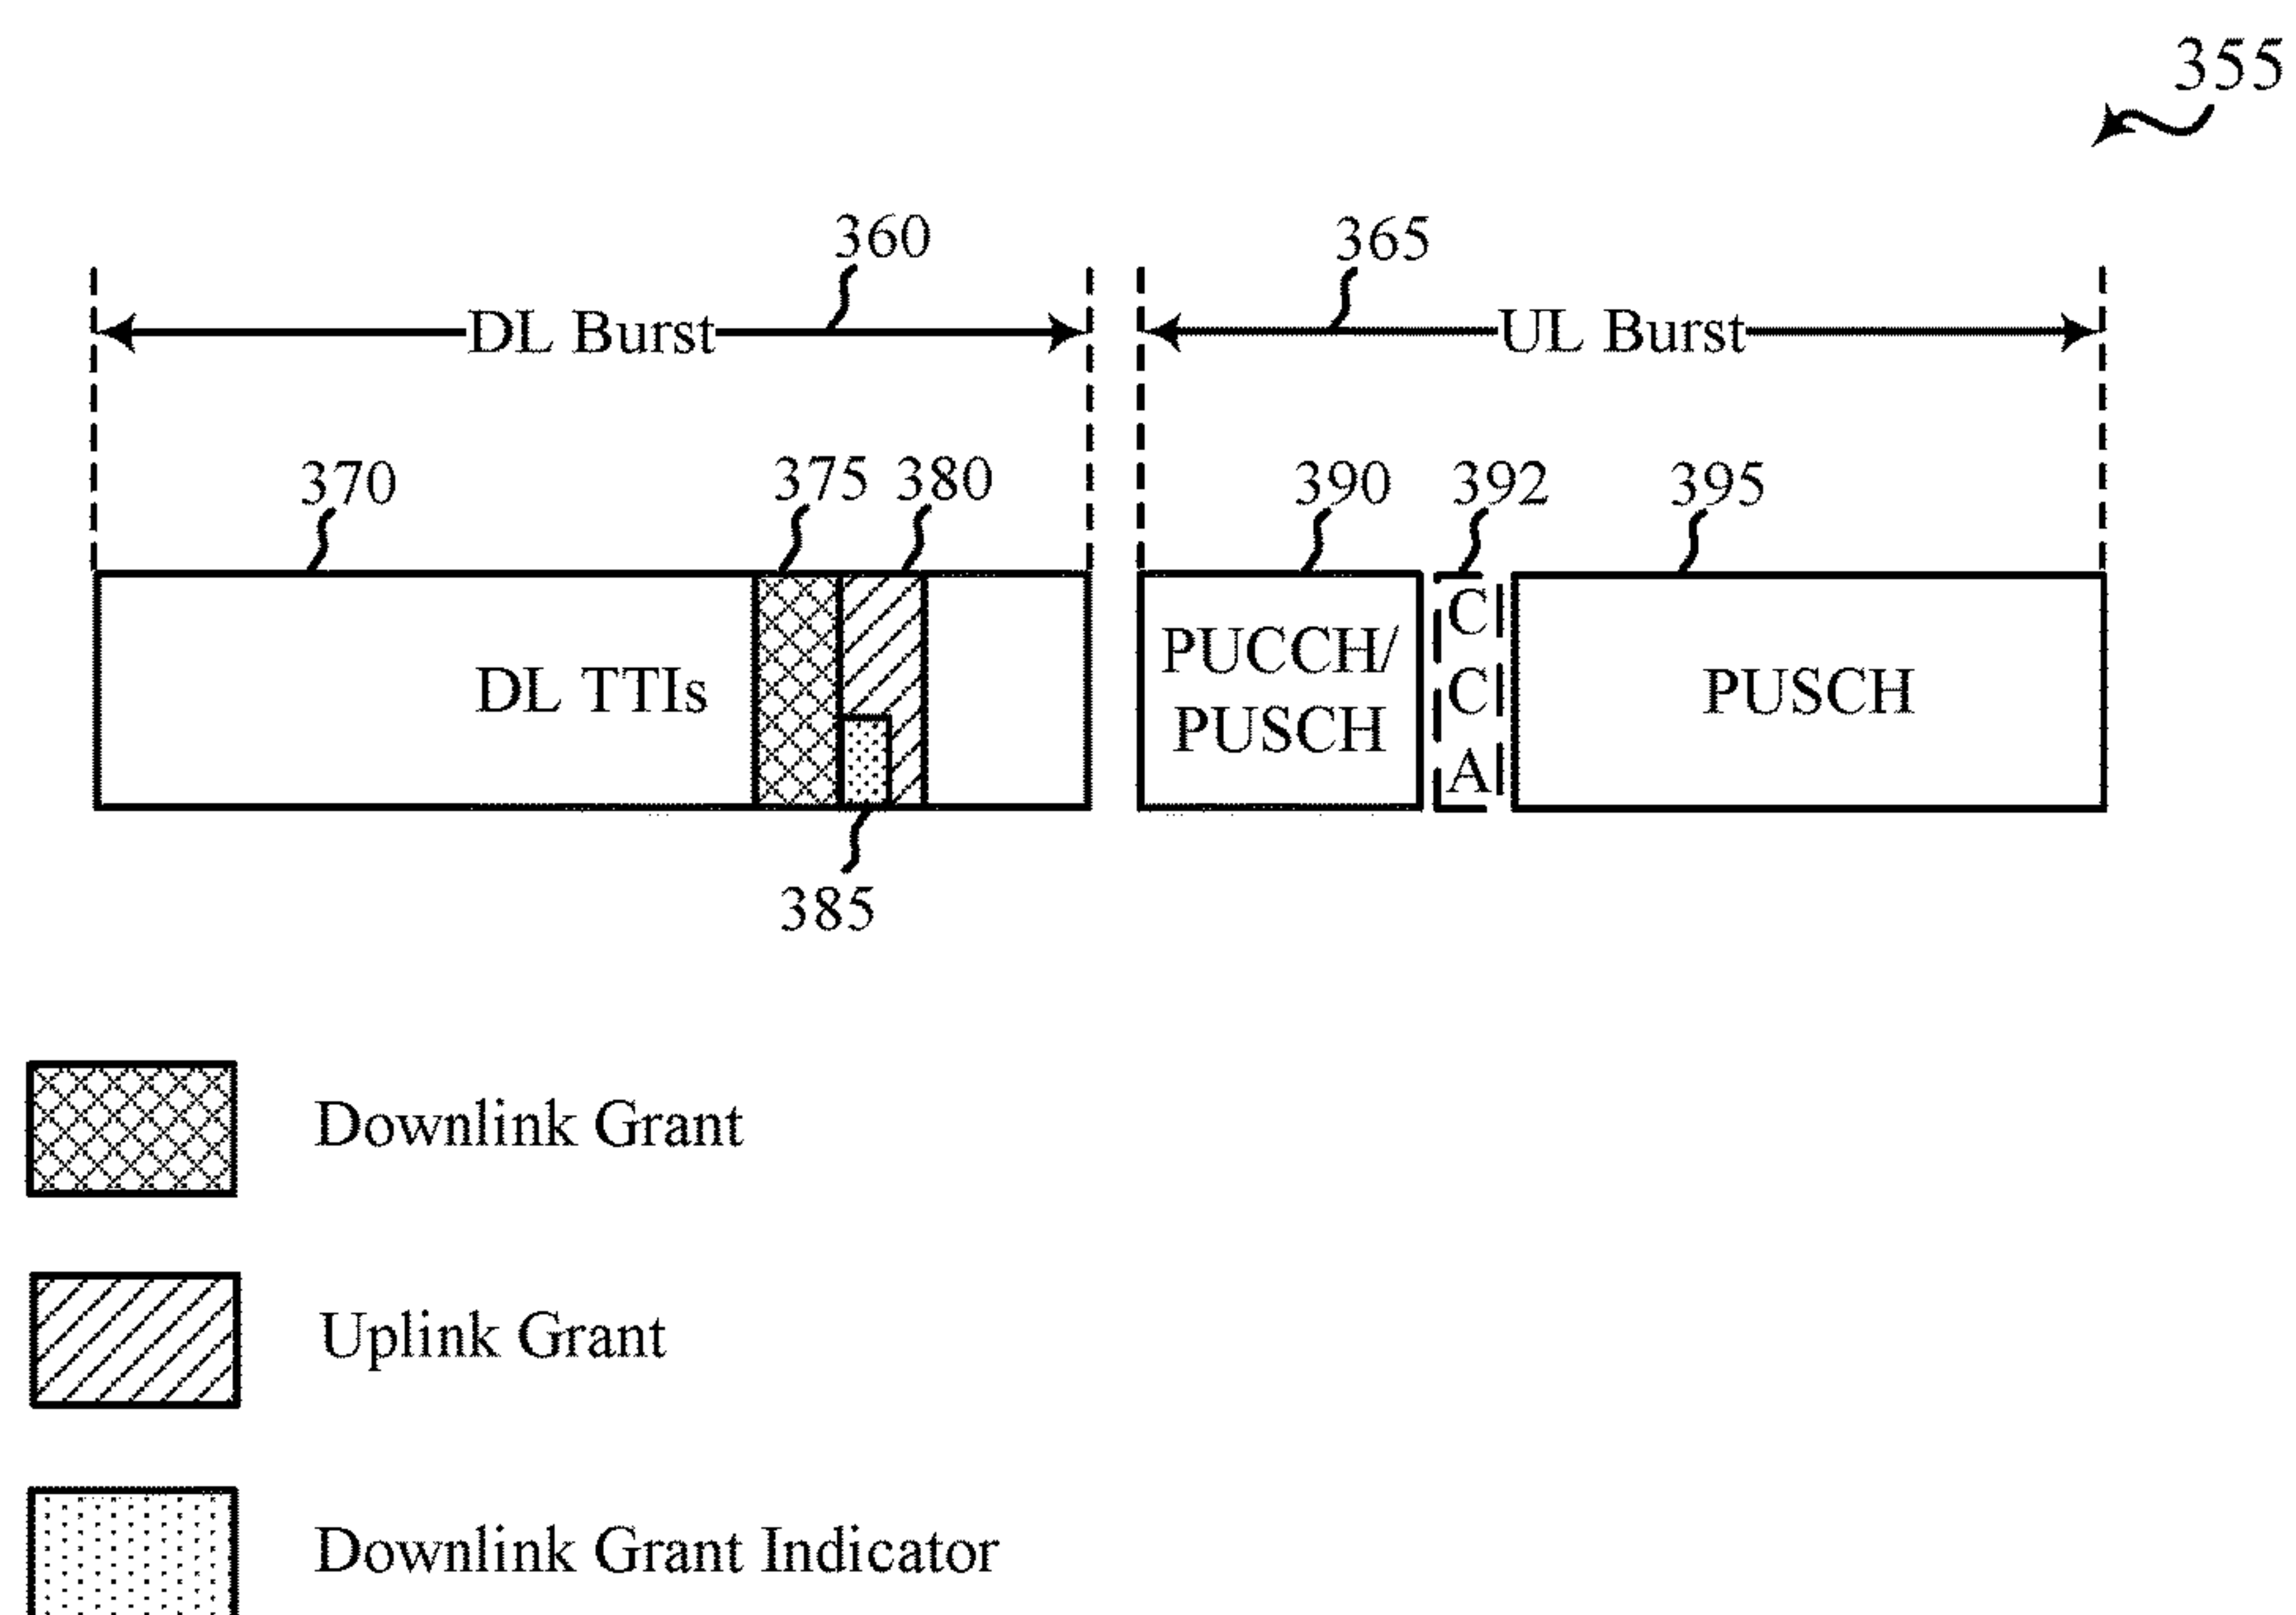 355
360
365
DL Burst
UL Burst
370
375
380
390
392
395
DL TTIs
PUCCH/
PUSCH
C
C
A
PUSCH
385
Downlink Grant
Uplink Grant
Downlink Grant Indicator